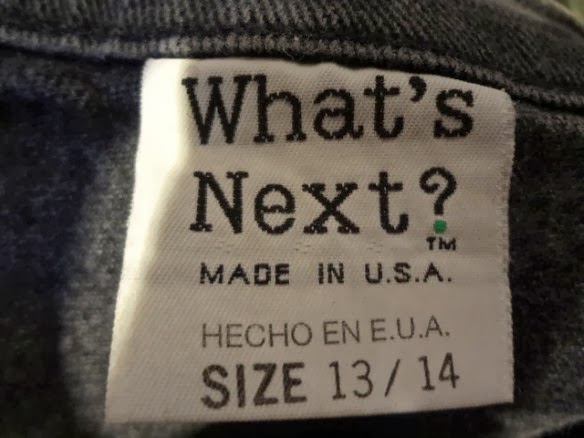 What's
Next?
TM
MADE IN U.S.A.
HECHO EN E.U.A.
SIZE 13/14